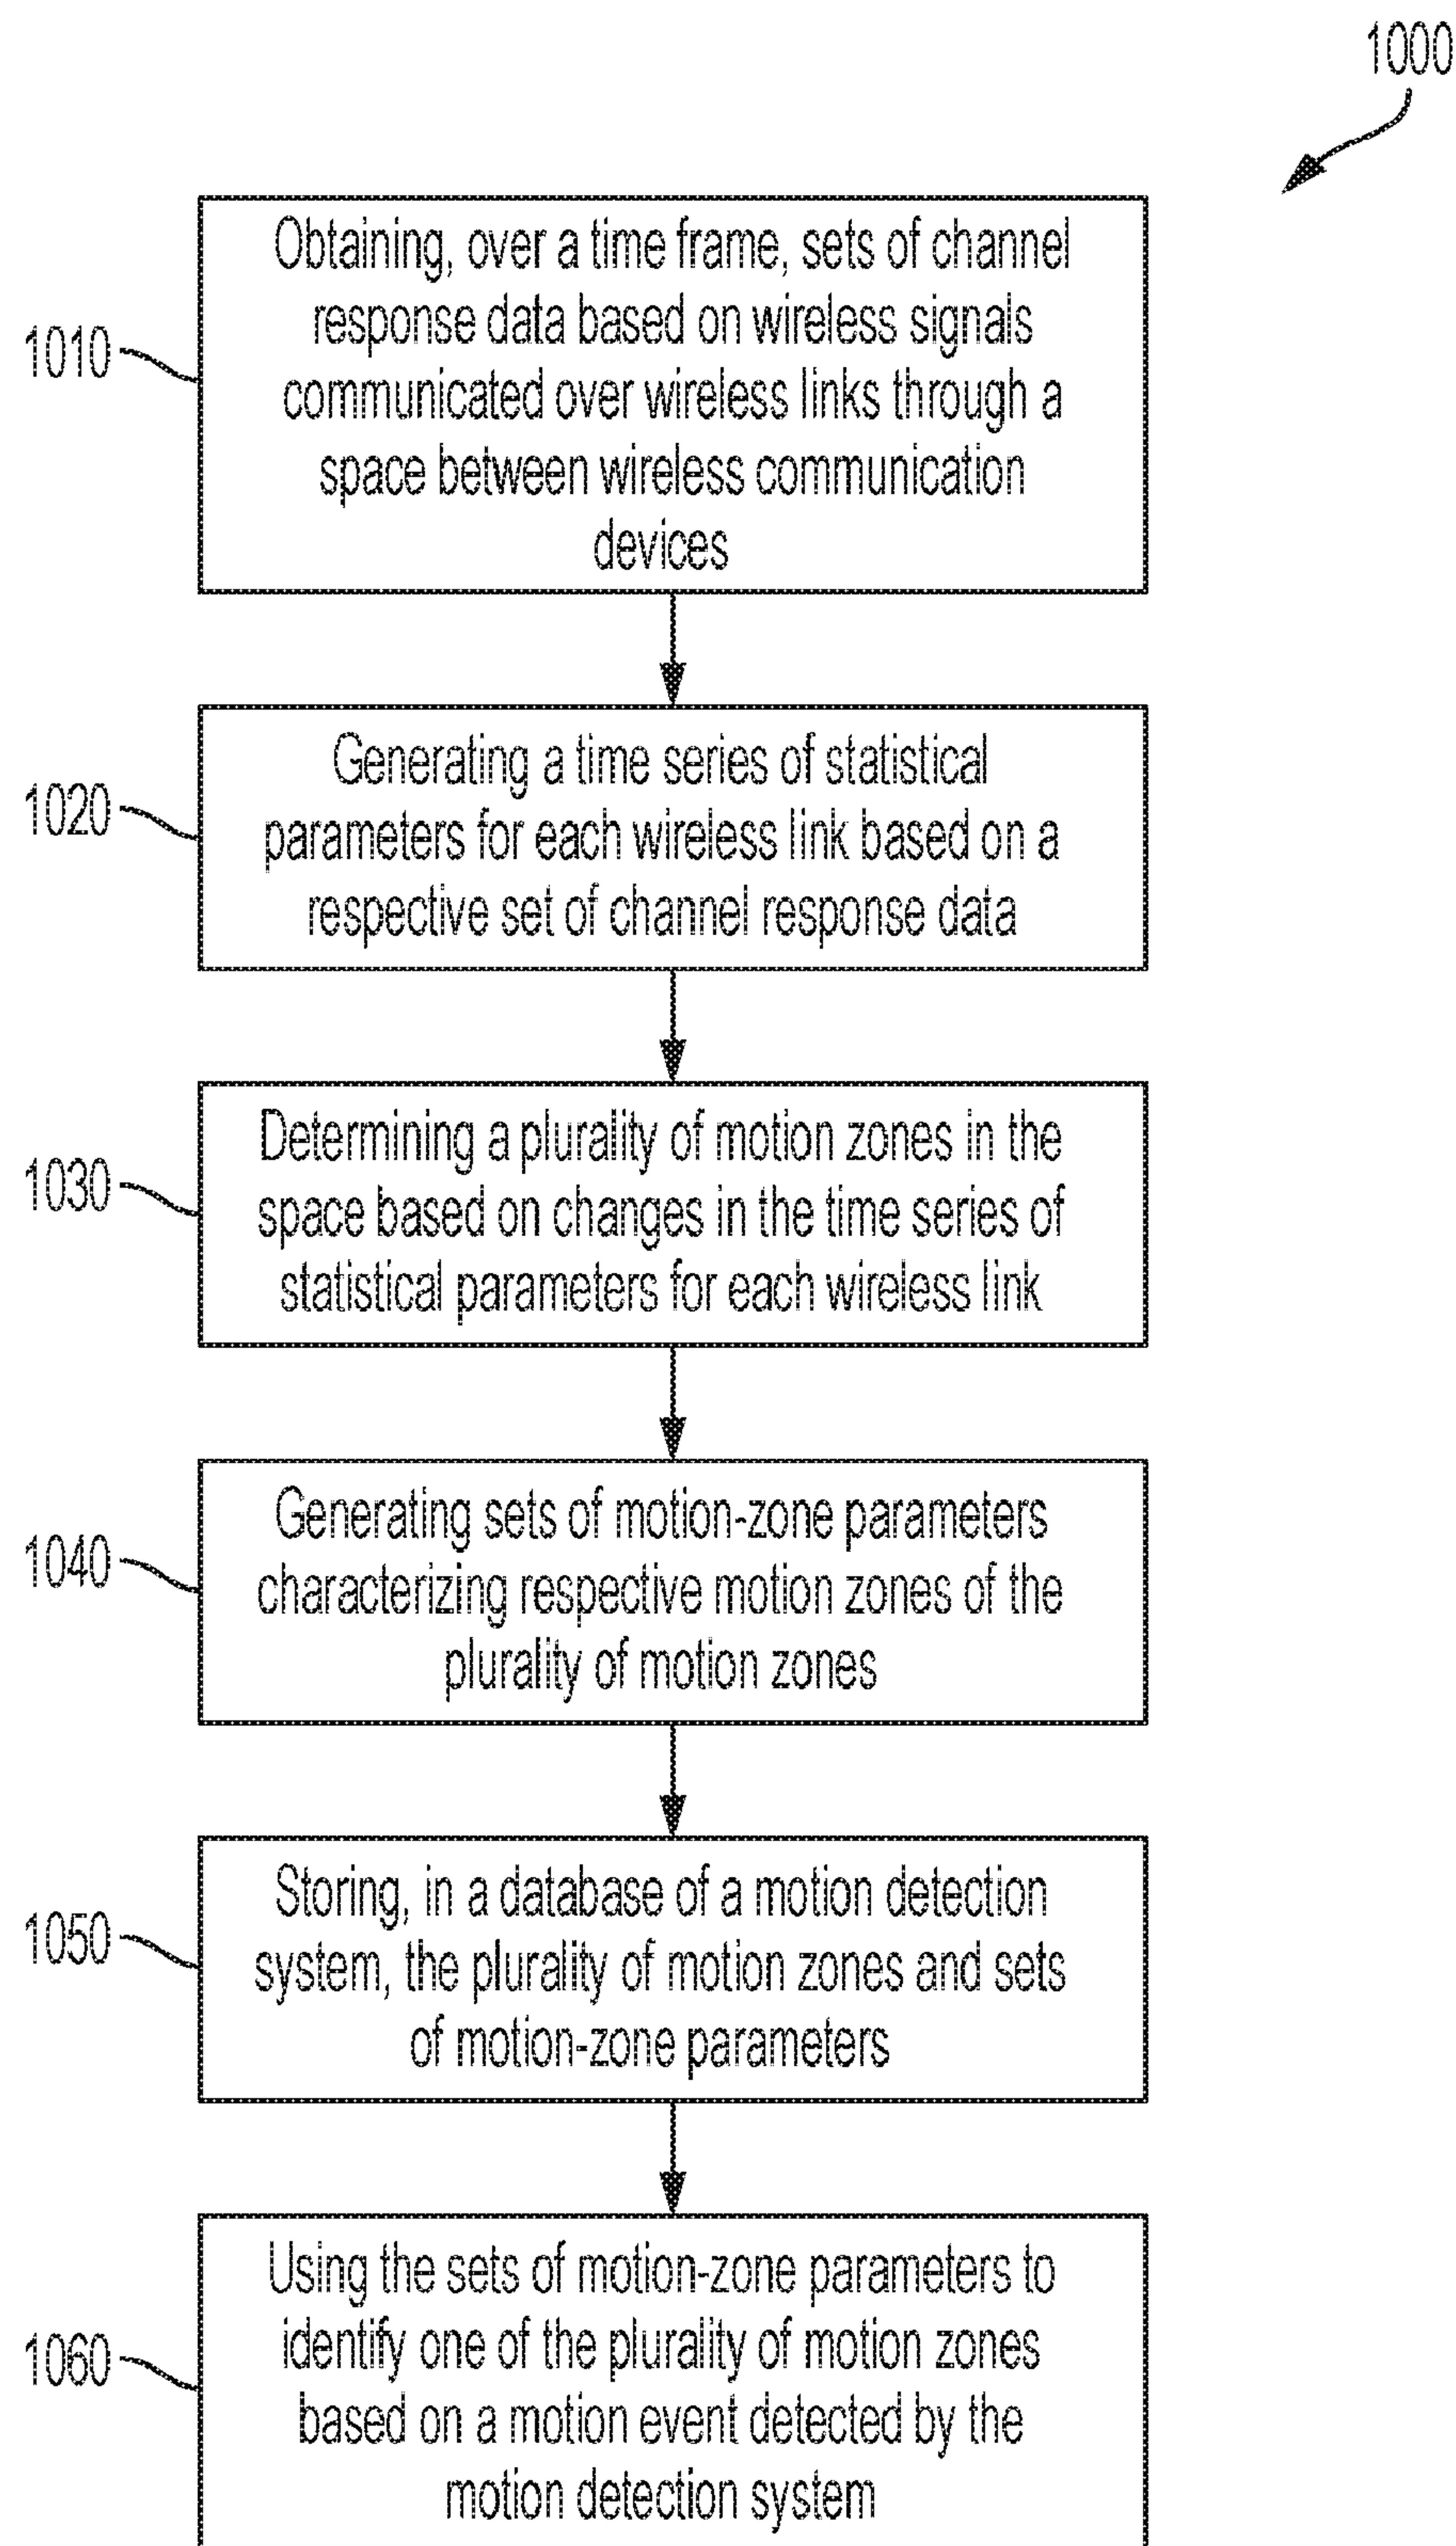 1000
1010
Obtaining, over a time frame, sets of channel
response data based on wireless signals
communicated over wireless links through a
space between wireless communication
devices
1020
Generating a time series of statistical
parameters for each wireless link based on a
respective set of channel response data
1030
Determining a plurality of motion zones in the
space based on changes in the time series of
statistical parameters for each wireless link
1040
Generating sets of motion-zone parameters
characterizing respective motion zones of the
plurality of motion zones
1050
Storing, in a database of a motion detection
system, the plurality of motion zones and sets
of motion-zone parameters
1060
Using the sets of motion-zone parameters to
identify one of the plurality of motion zones
based on a motion event detected by the
motion detection system